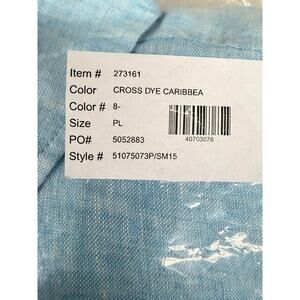 Item # 273161
Color CROSS DYE CARIBBEA
Color # 8-
Size PL
PO# 5052883 40703076
Style # 51075073P/SM15